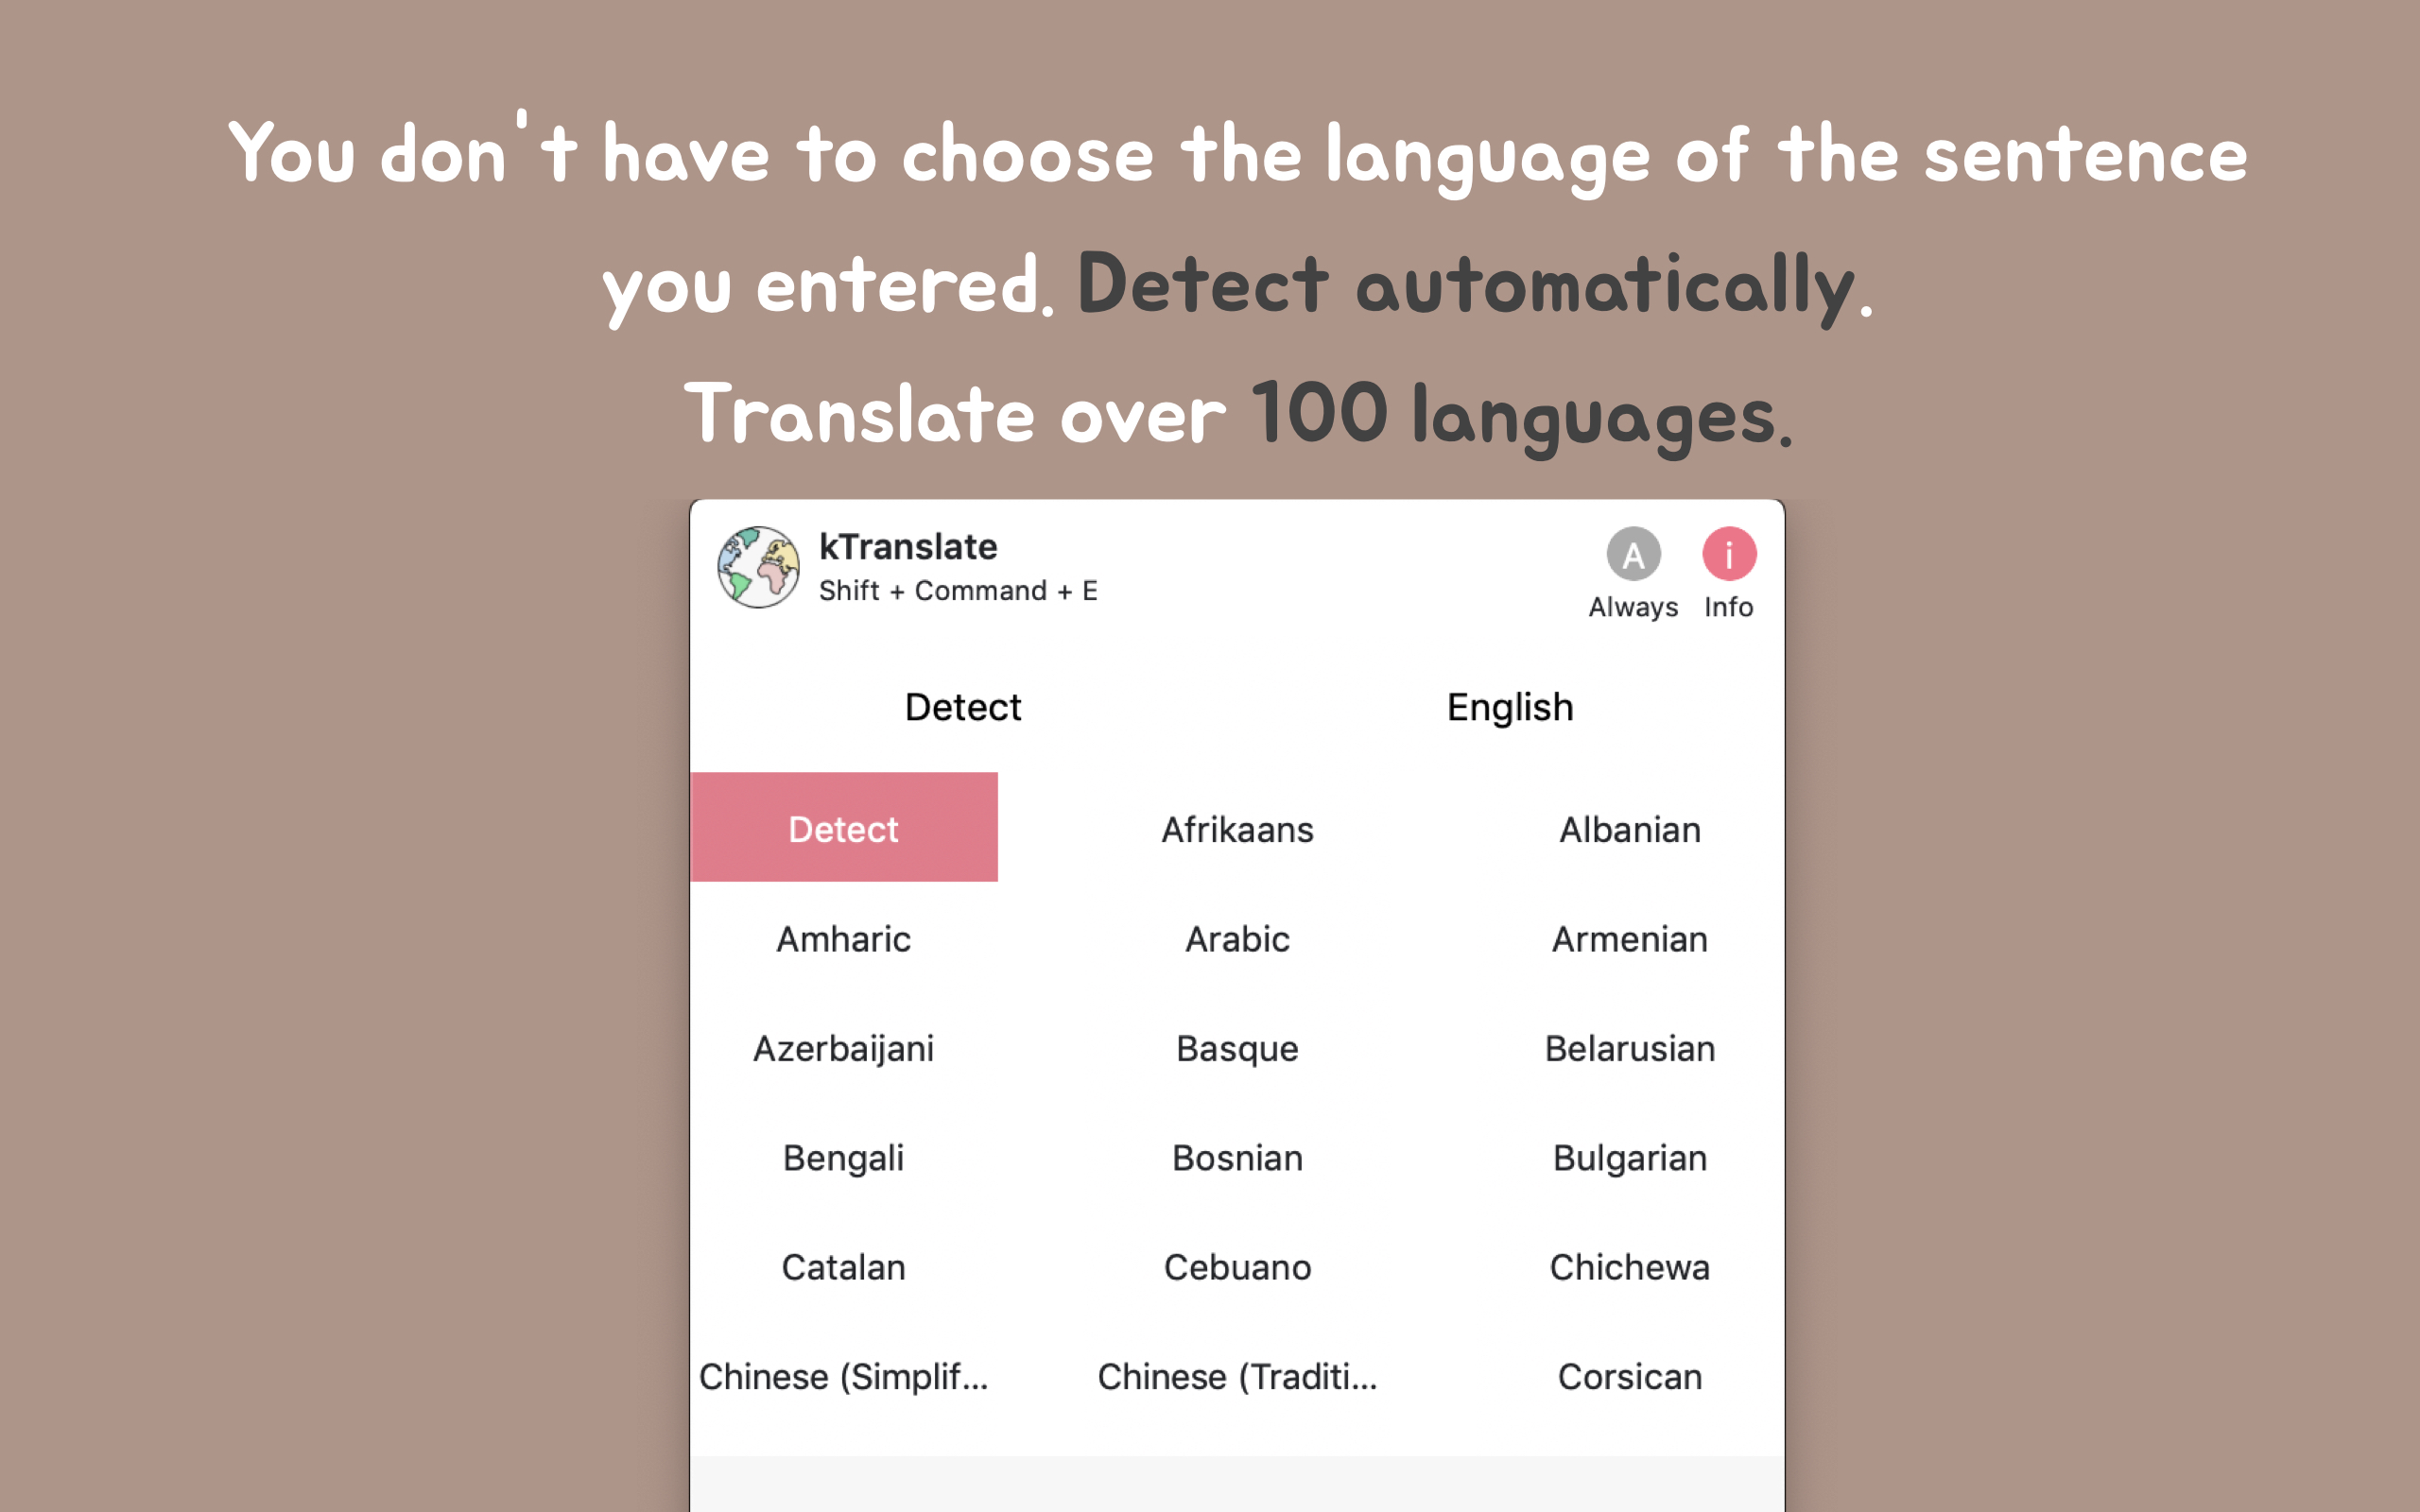 You don't have to choose the language of the sentence
you entered. Detect automatically.
Translate over 100 languages.
kTranslate
Shift + Command + E
A
Always
i
Info
Detect English
Detect Afrikaans Albanian
Amharic Arabic Armenian
Azerbaijani Basque Belarusian
Bengali Bosnian Bulgarian
Catalan Cebuano Chichewa
Chinese (Simplif... Chinese (Traditi... Corsican